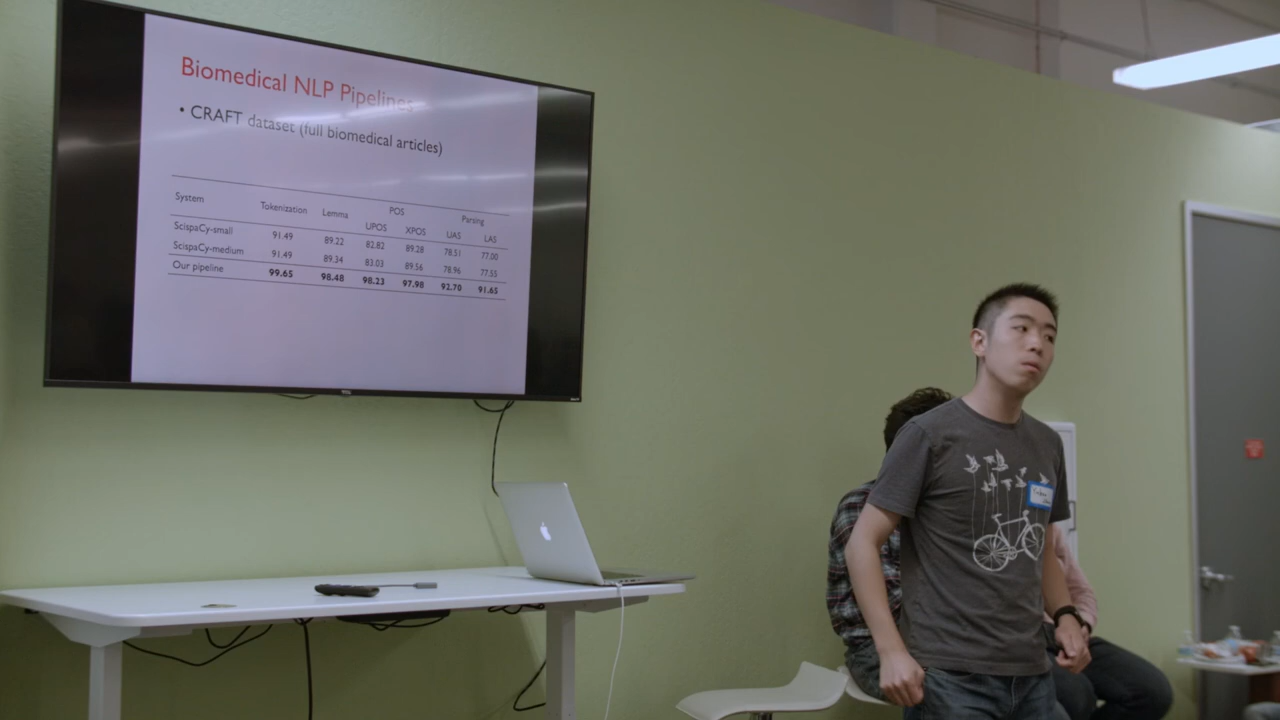 Biomedical NLP Pipelines
• CRAFT dataset (full biomedical articles)
System Tokenization Lemma POS Parsing
UPOS XPOS UAS LAS
ScispaCy-small 91.49 89.22 82.82 89.28 78.51 77.00
ScispaCy-medium 91.49 89.34 83.03 89.56 78.96 77.55
Our pipeline 99.65 98.48 98.23 97.98 92.70 91.65